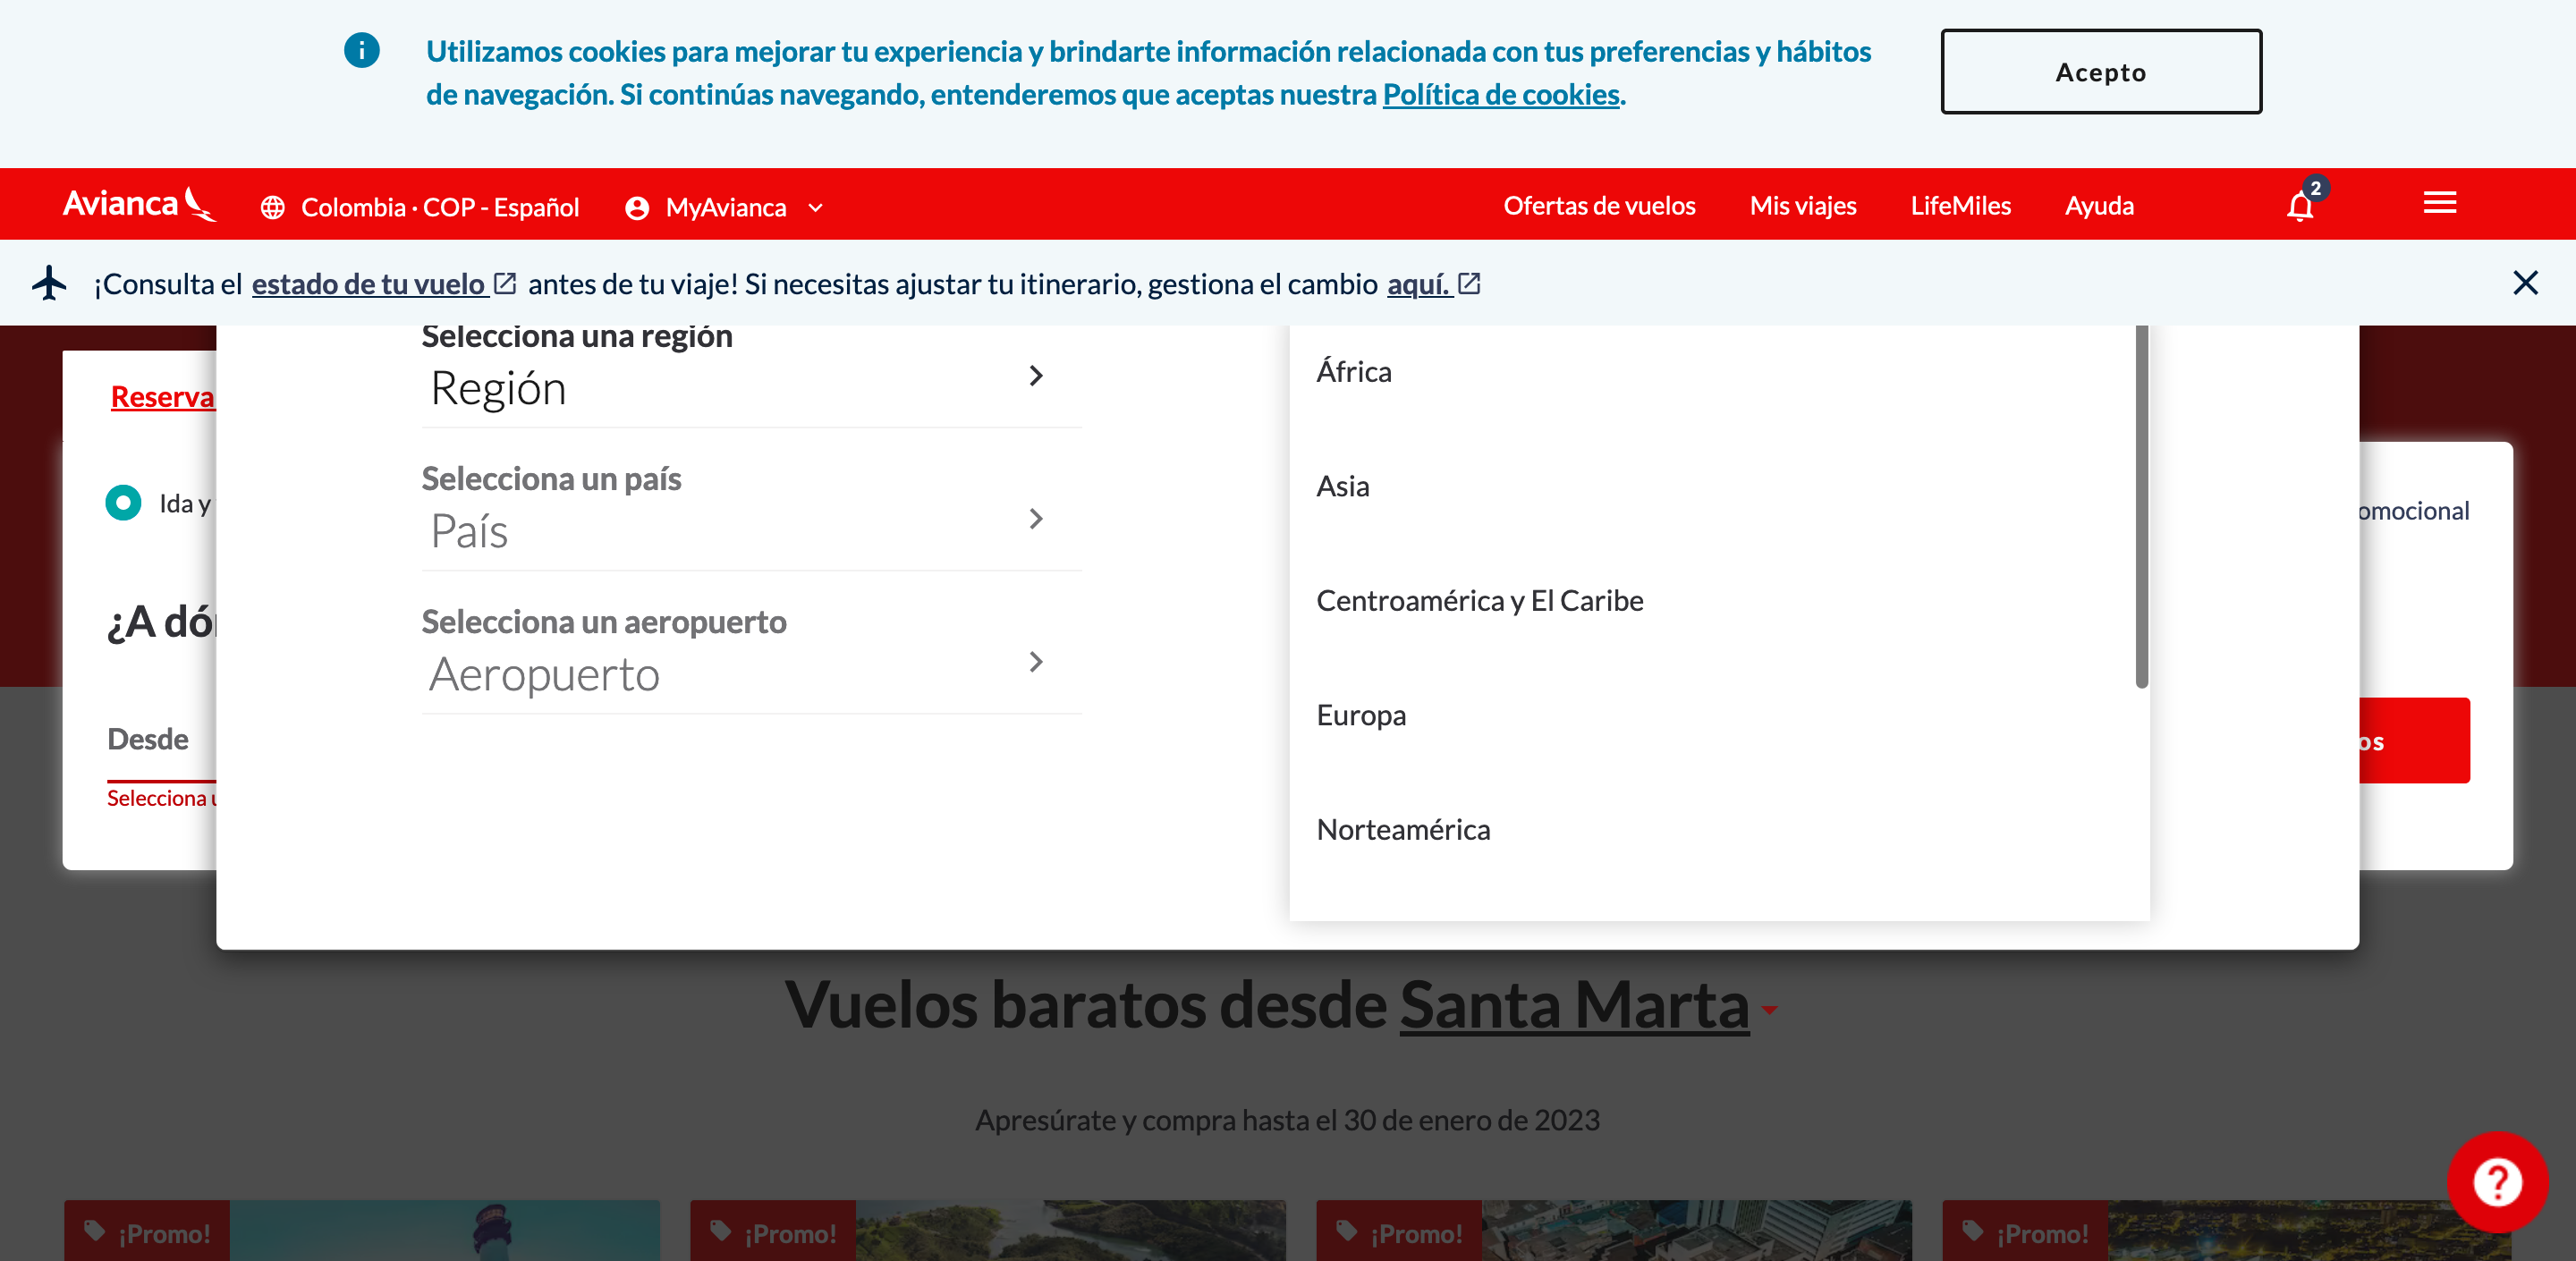 Utilizamos cookies para mejorar tu experiencia y brindarte información relacionada con tus preferencias y hábitos
de navegación. Si continúas navegando, entenderemos que aceptas nuestra Política de cookies.
Acepto
Avianca
Colombia · COP - Español
MyAvianca
Ofertas de vuelos
Mis viajes
LifeMiles
Ayuda
2
¡Consulta el estado de tu vuelo antes de tu viaje! Si necesitas ajustar tu itinerario, gestiona el cambio aquí.
Selecciona una región
Región
Selecciona un país
País
Selecciona un aeropuerto
Aeropuerto
África
Asia
Centroamérica y El Caribe
Europa
Norteamérica
Reserva
Ida y
omocional
¿A dó
Desde
Selecciona
os
Vuelos baratos desde Santa Marta
Apresúrate y compra hasta el 30 de enero de 2023
¡Promo!
¡Promo!
¡Promo!
¡Promo!